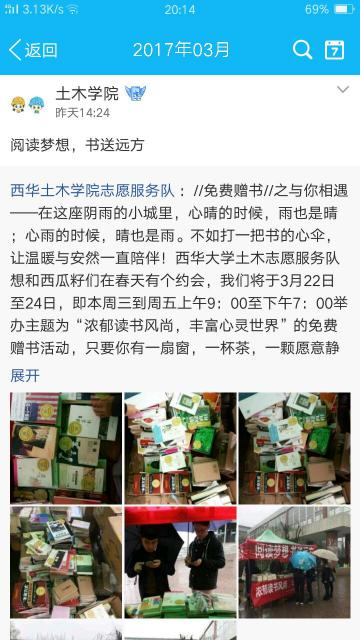 3.13K/s
20:14
69%
返回
2017年03月
7
土木学院
昨天14:24
阅读梦想，书送远方
西华土木学院志愿服务队：//免费赠书//之与你相遇
——在这座阴雨的小城里，心晴的时候，雨也是晴
；心雨的时候，晴也是雨。不如打一把书的心伞，
让温暖与安然一直陪伴！西华大学土木志愿服务队
想和西瓜籽们在春天有个约会，我们将于3月22日
至24日，即本周三到周五上午9：00至下午7：00举
办主题为“浓郁读书风尚，丰富心灵世界”的免费
赠书活动，只要你有一扇窗，一杯茶，一颗愿意静
展开
阅读梦想
浓郁读书风尚